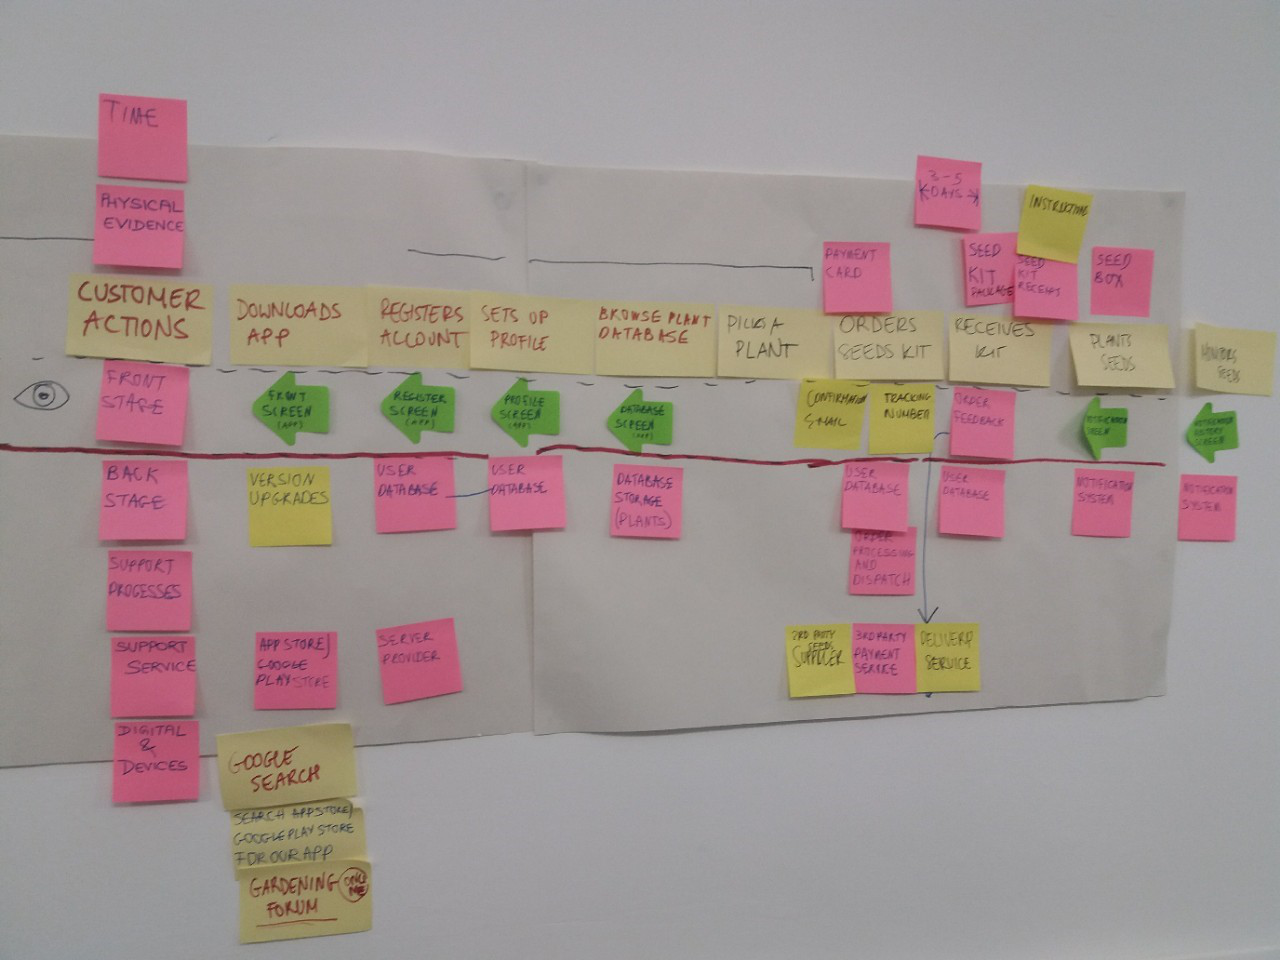 TIME
PHYSICAL
EVIDENCE
3-5
DAYS
INSTRUCTIONS
PAYMENT
CARD
SEED
KIT
PACKAGE
SEED
KIT
RECEIPT
SEED
BOX
CUSTOMER
ACTIONS
DOWNLOADS
APP
REGISTERS
ACCOUNT
SETS UP
PROFILE
BROWSE PLANT
DATABASE
PICKS A
PLANT
ORDERS
SEEDS KIT
RECEIVES
KIT
PLANTS
SEEDS
MONITORS
SEEDS
FRONT
STAGE
FRONT
SCREEN
(APP)
REGISTER
SCREEN
(APP)
PROFILE
SCREEN
(APP)
DATABASE
SCREEN
(APP)
CONFIRMATION
EMAIL
TRACKING
NUMBER
ORDER
FEEDBACK
NOTIFICATION
SCREEN
NOTIFICATION
SCREEN
BACK
STAGE
VERSION
UPGRADES
USER
DATABASE
USER
DATABASE
DATABASE
STORAGE
(PLANTS)
USER
DATABASE
USER
DATABASE
NOTIFICATION
SYSTEM
NOTIFICATION
SYSTEM
ORDER
PROCESSING
AND
DISPATCH
SUPPORT
PROCESSES
SUPPORT
SERVICE
APP STORE/
GOOGLE
PLAY STORE
SERVER
PROVIDER
3RD PARTY
SEEDS
SUPPLIER
3RD PARTY
PAYMENT
SERVICE
DELIVERY
SERVICE
DIGITAL
&
DEVICES
GOOGLE
SEARCH
SEARCH APPSTORE/
GOOGLE PLAY STORE
FOR OUR APP
GARDENING
FORUM